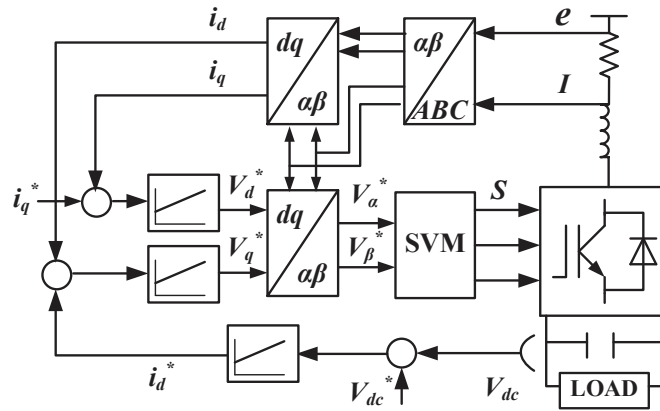 i_d
dq
αβ
e
i_q
αβ
ABC
I
i_q*
V_d*
dq
V_α*
S
V_q*
αβ
V_β*
SVM
i_d*
V_dc*
V_dc
LOAD